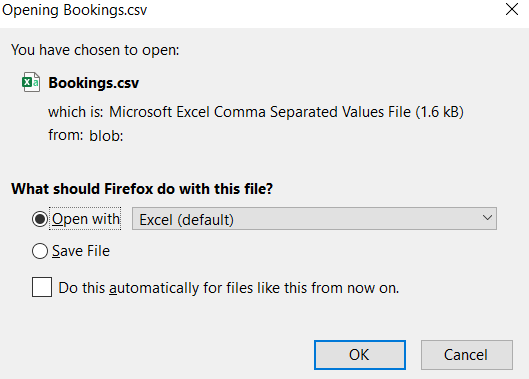 Opening Bookings.csv
You have chosen to open:
Bookings.csv
which is: Microsoft Excel Comma Separated Values File (1.6 kB)
from: blob:
What should Firefox do with this file?
Open with Excel (default)
Save File
Do this automatically for files like this from now on.
OK Cancel